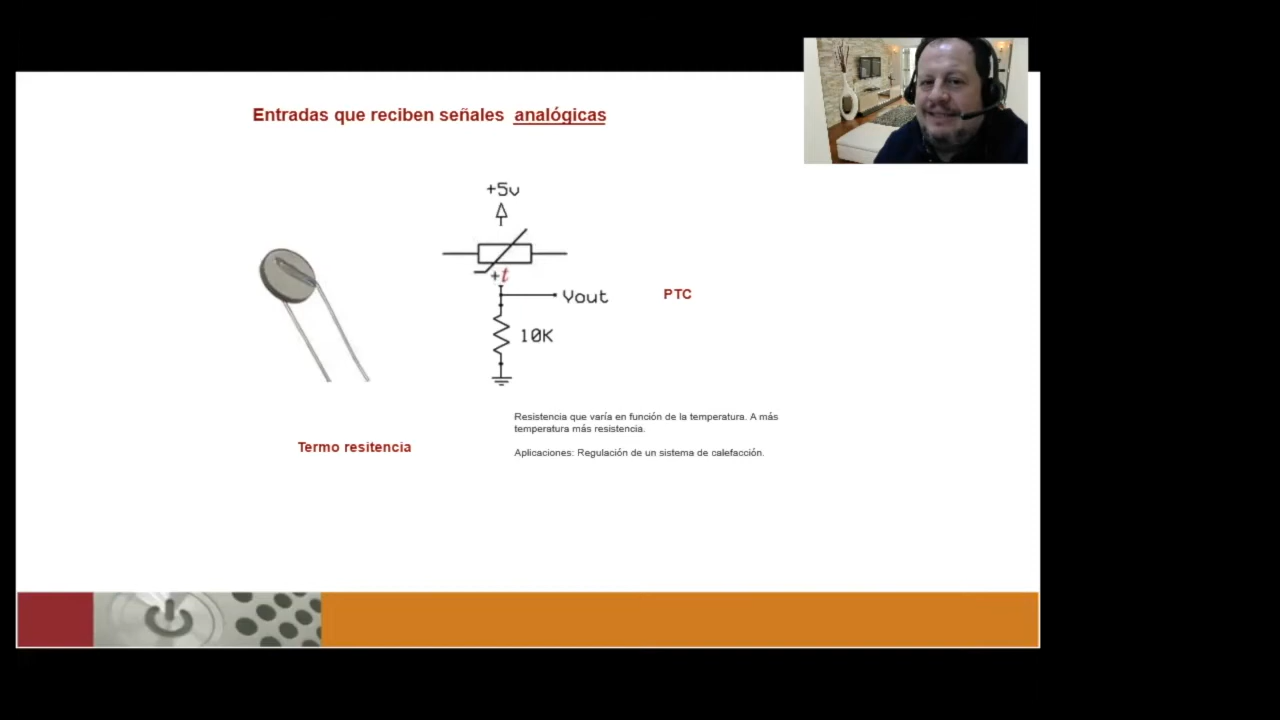 Entradas que reciben señales analógicas
+5v
+t
Vout
PTC
10K
Resistencia que varía en función de la temperatura. A más
temperatura más resistencia.
Termo resitencia
Aplicaciones: Regulación de un sistema de calefacción.